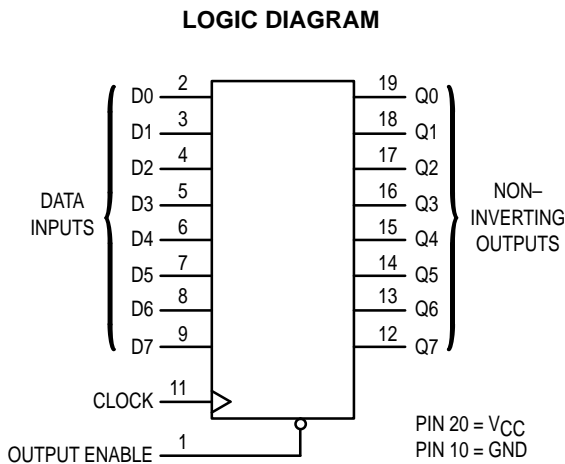 LOGIC DIAGRAM
D0 2 19 Q0
D1 3 18 Q1
D2 4 17 Q2
D3 5 16 Q3
D4 6 15 Q4
D5 7 14 Q5
D6 8 13 Q6
D7 9 12 Q7
DATA
INPUTS
NON–
INVERTING
OUTPUTS
CLOCK 11
OUTPUT ENABLE 1
PIN 20 = VCC
PIN 10 = GND